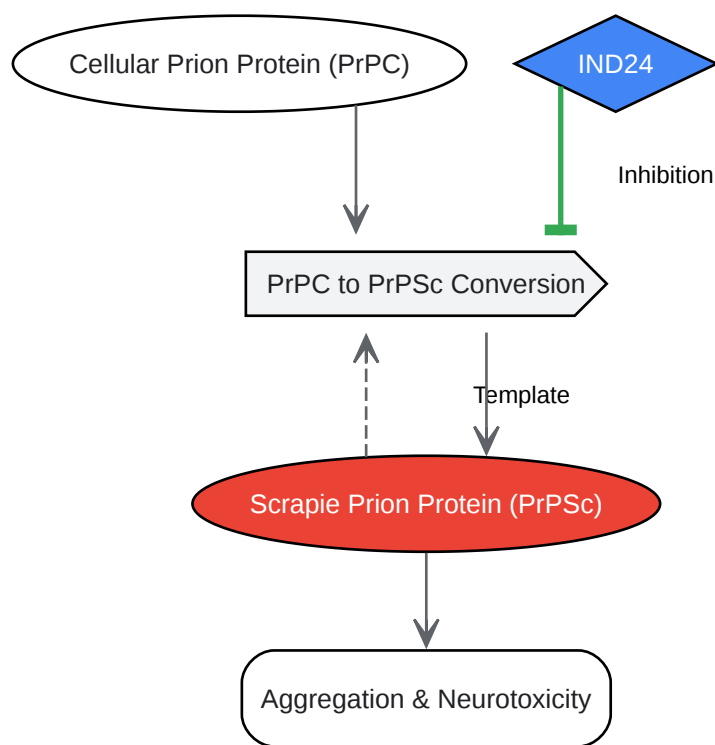 Cellular Prion Protein (PrPC)
IND24
Inhibition
PrPC to PrPSc Conversion
Template
Scrapie Prion Protein (PrPSc)
Aggregation & Neurotoxicity